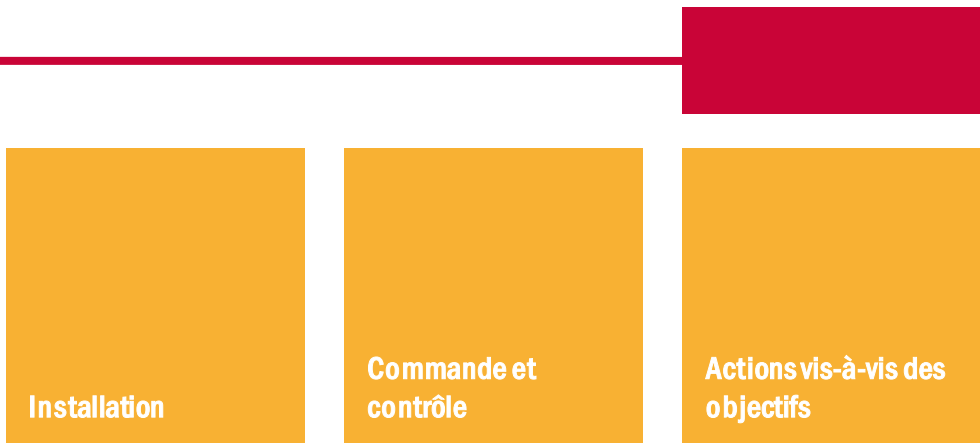 Installation
Commande et
contrôle
Actions vis-à-vis des
objectifs